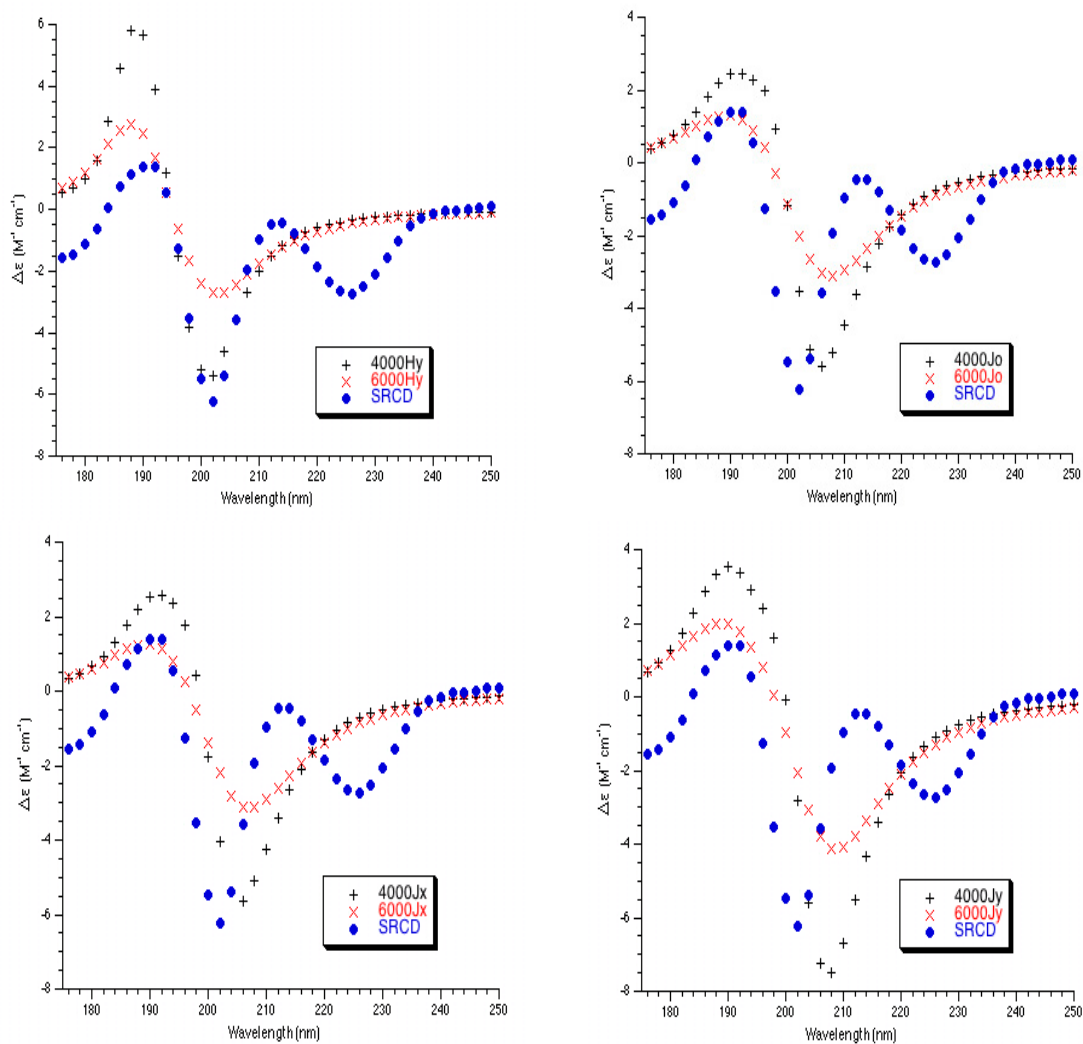 6
4
2
0
-2
-4
-6
-8
Δε (M⁻¹ cm⁻¹)
4000Hy
6000Hy
SRCD
180 190 200 210 220 230 240 250
Wavelength (nm)
4
2
0
-2
-4
-6
-8
Δε (M⁻¹ cm⁻¹)
4000Jo
6000Jo
SRCD
180 190 200 210 220 230 240 250
Wavelength (nm)
4
2
0
-2
-4
-6
-8
Δε (M⁻¹ cm⁻¹)
4000Jx
6000Jx
SRCD
180 190 200 210 220 230 240 250
Wavelength (nm)
4
2
0
-2
-4
-6
-8
Δε (M⁻¹ cm⁻¹)
4000Jy
6000Jy
SRCD
180 190 200 210 220 230 240 250
Wavelength (nm)